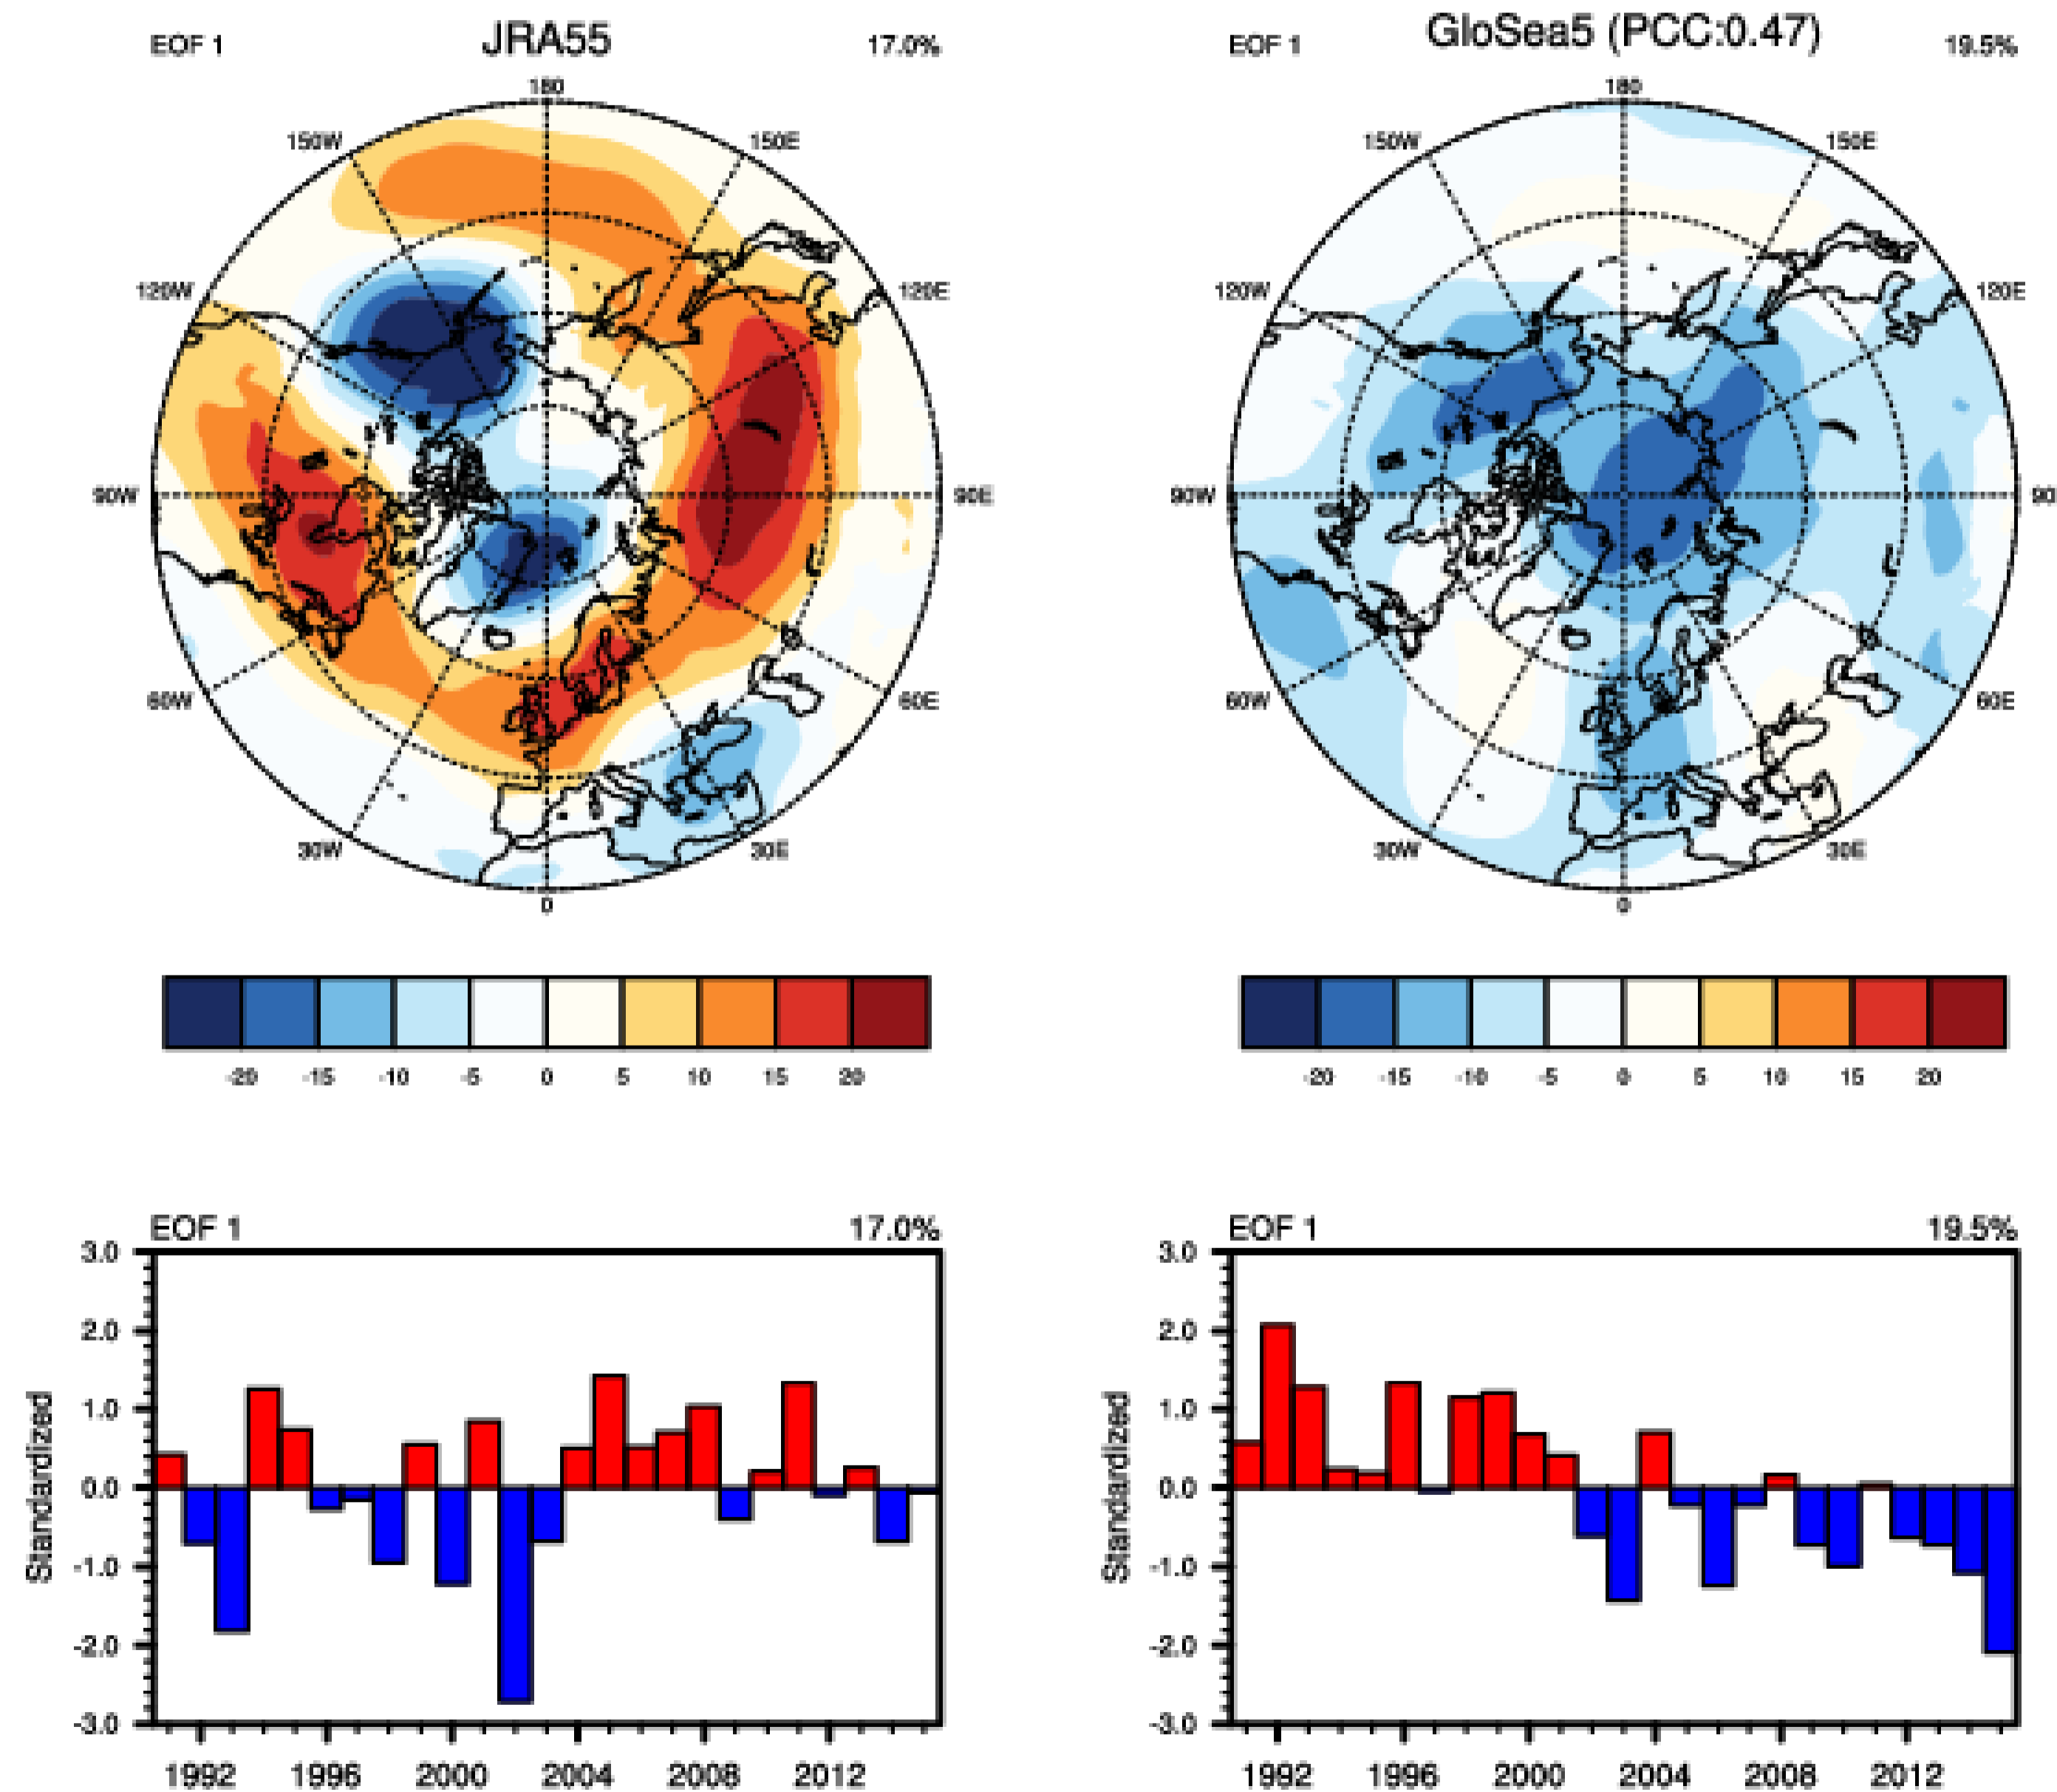 EOF 1 JRA55 17.0%
180
150W 150E
120W 120E
90W 90E
60W 60E
30W 30E
0
-20 -15 -10 -5 0 5 10 15 20
EOF 1 17.0%
3.0
2.0
1.0
0.0
-1.0
-2.0
-3.0
Standardized
1992 1996 2000 2004 2008 2012
EOF 1 GloSea5 (PCC:0.47) 19.5%
180
150W 150E
120W 120E
90W 90
60W 60E
30W 30E
0
-20 -15 -10 -5 0 5 10 15 20
EOF 1 19.5%
3.0
2.0
1.0
0.0
-1.0
-2.0
-3.0
Standardized
1992 1996 2000 2004 2008 2012